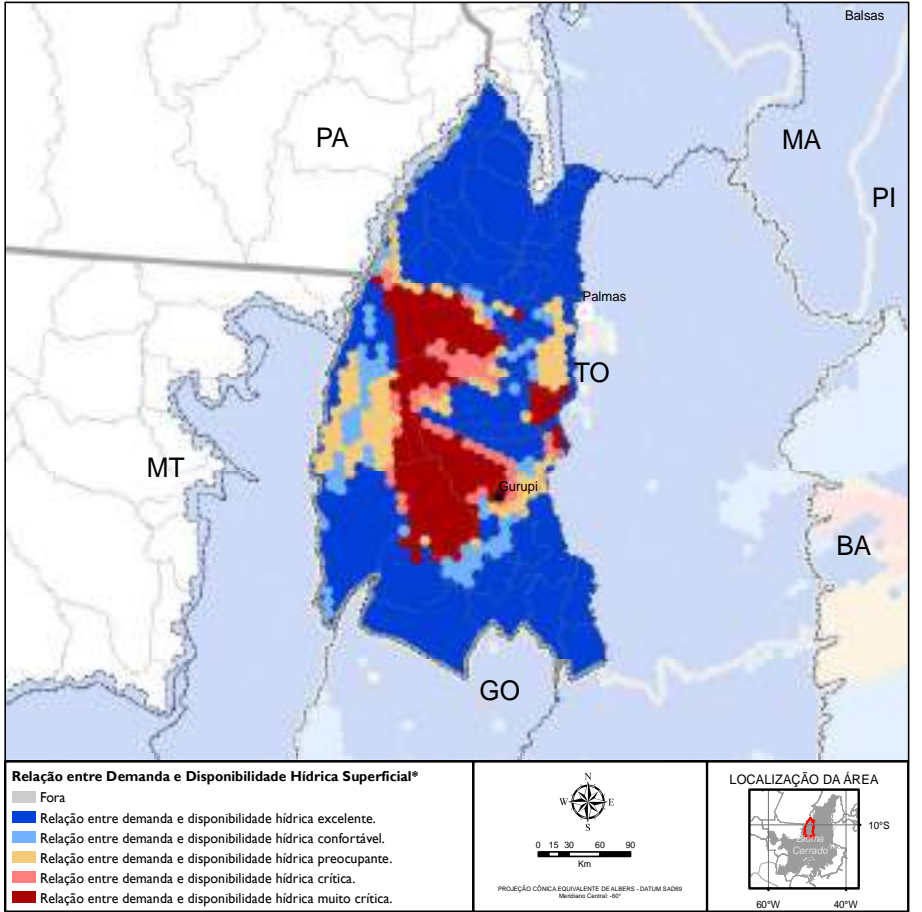 Balsas
PA
MA
PI
Palmas
TO
MT
Gurupi
BA
GO
Relação entre Demanda e Disponibilidade Hídrica Superficial*
Fora
Relação entre demanda e disponibilidade hídrica excelente.
Relação entre demanda e disponibilidade hídrica confortável.
Relação entre demanda e disponibilidade hídrica preocupante.
Relação entre demanda e disponibilidade hídrica crítica.
Relação entre demanda e disponibilidade hídrica muito crítica.
N
W E
S
0 15 30 60 90
Km
PROJEÇÃO CÔNICA EQUIVALENTE DE ALBERS - DATUM SAD69
Meridiano Central: -60°
LOCALIZAÇÃO DA ÁREA
10°S
Bioma
Cerrado
60°W 40°W